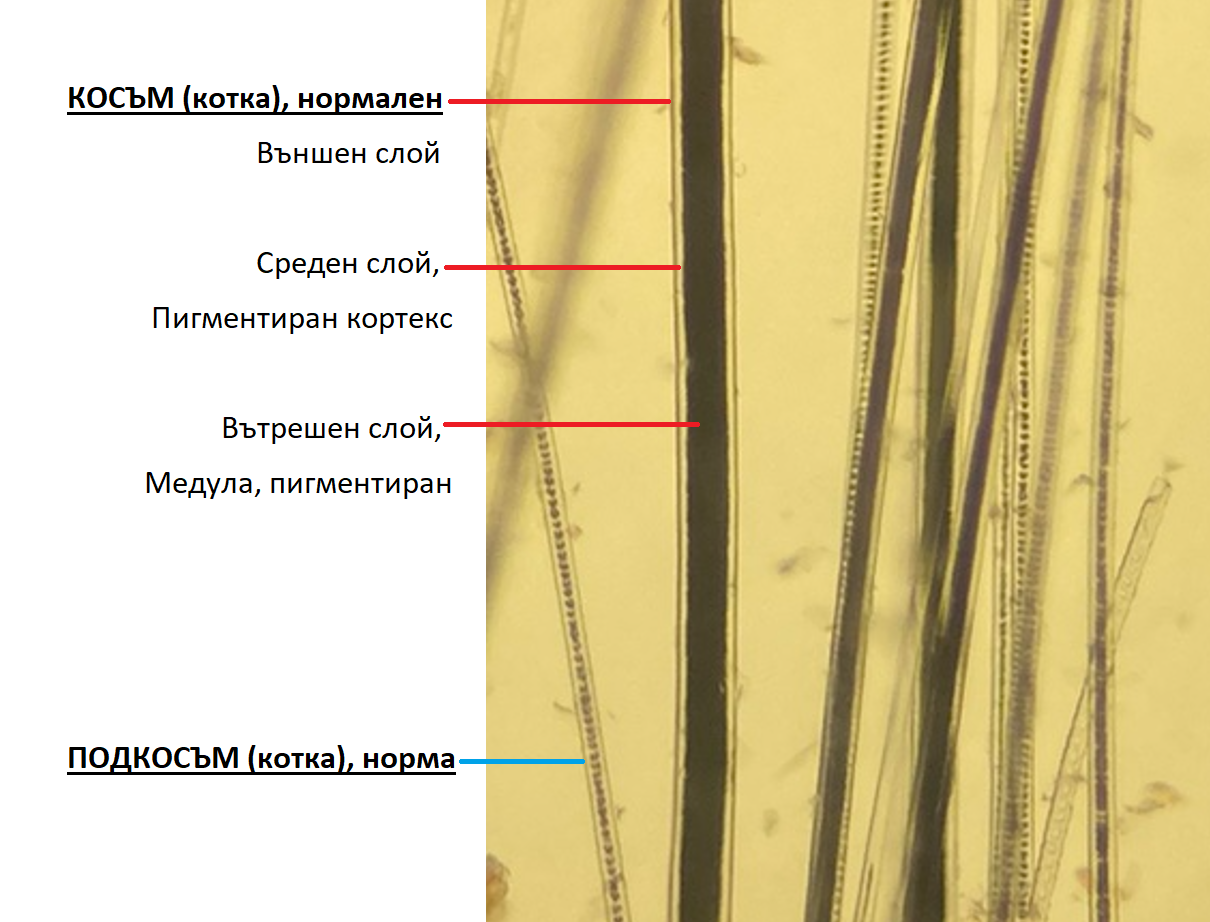 КОСЪМ (котка), нормален
Външен слой
Среден слой,
Пигментиран кортекс
Вътрешен слой,
Медула, пигментиран
ПОДКОСЪМ (котка), норма